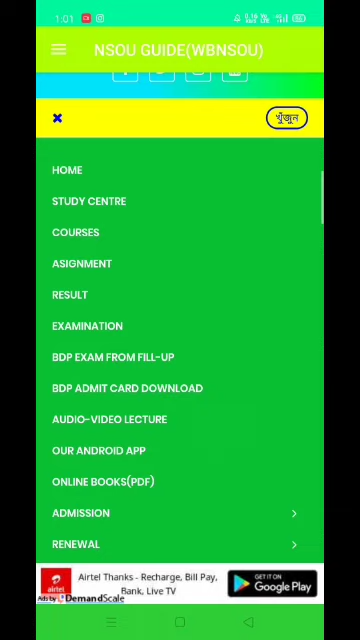 1:01
NSOU GUIDE(WBNSOU)
খুঁজুন
HOME
STUDY CENTRE
COURSES
ASIGNMENT
RESULT
EXAMINATION
BDP EXAM FROM FILL-UP
BDP ADMIT CARD DOWNLOAD
AUDIO-VIDEO LECTURE
OUR ANDROID APP
ONLINE BOOKS(PDF)
ADMISSION
RENEWAL
airtel
Airtel Thanks - Recharge, Bill Pay,
Bank, Live TV
GET IT ON
Google Play
Ads by DemandScale